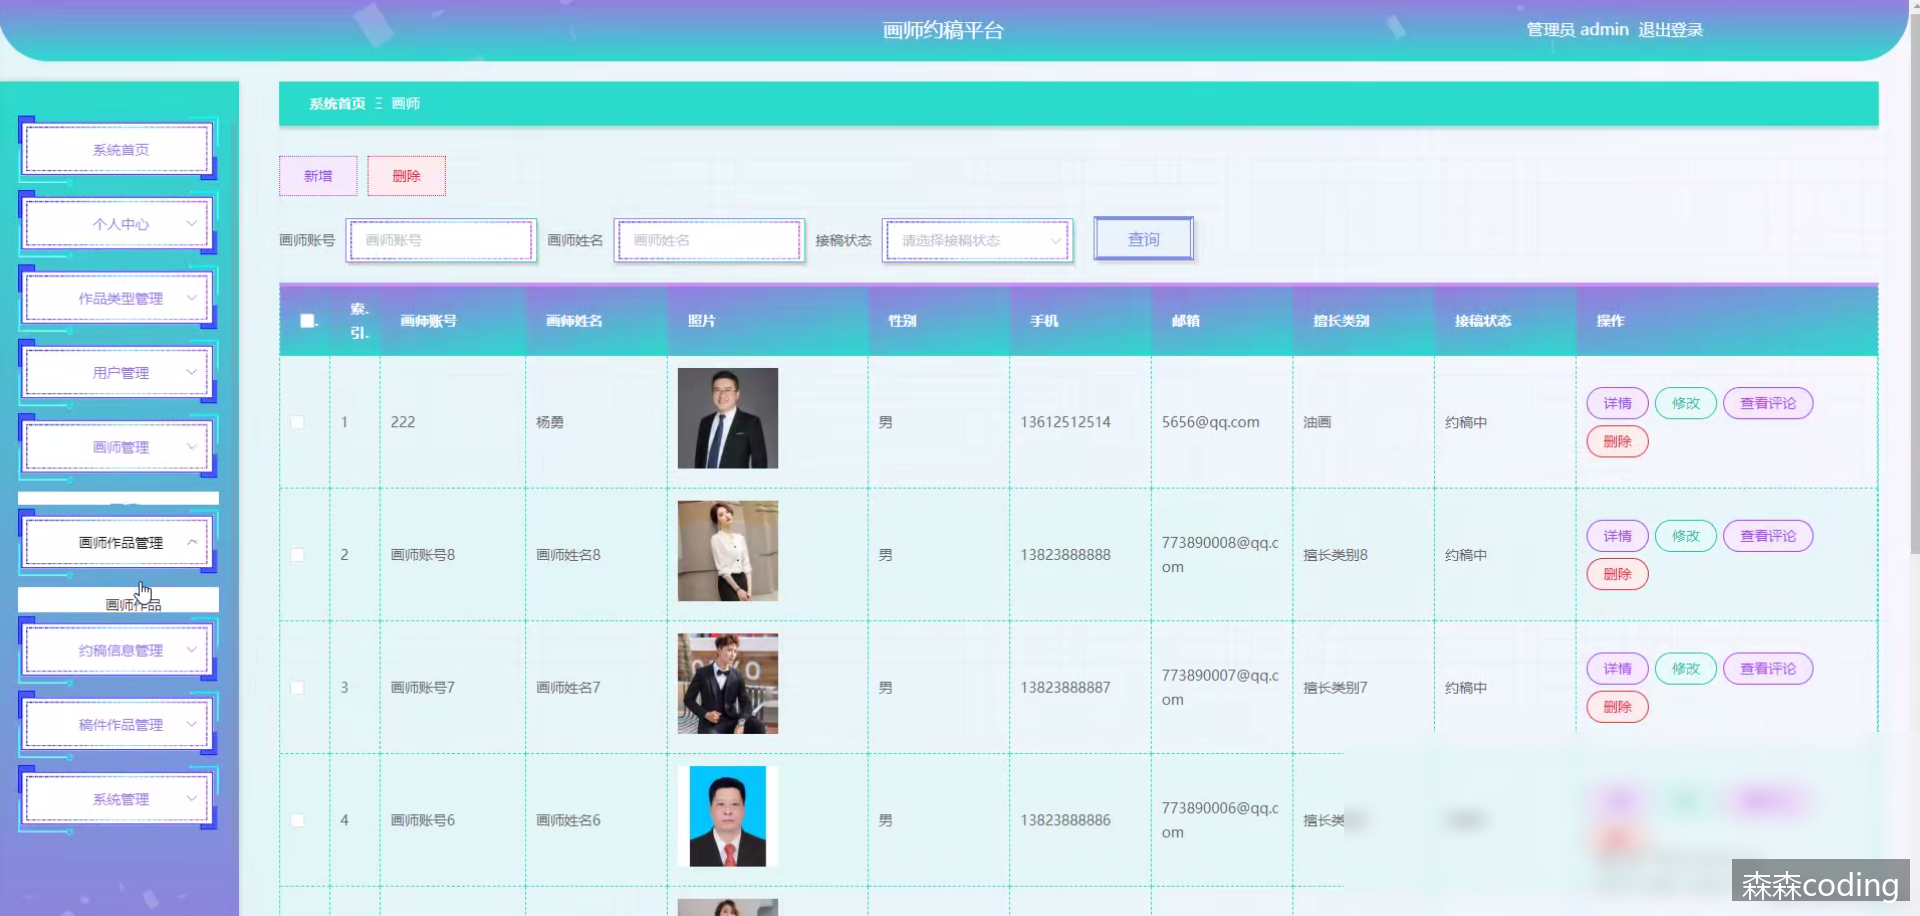 画师约稿平台
管理员 admin 退出登录
系统首页
个人中心
作品类型管理
用户管理
画师管理
画师作品管理
画师作品
约稿信息管理
稿件作品管理
系统管理
系统首页 Ξ 画师
新增 删除
画师账号 画师账号 画师姓名 画师姓名 接稿状态 请选择接稿状态 查询
索. 画师账号 画师姓名 照片 性别 手机 邮箱 擅长类别 接稿状态 操作
引.
1 222 杨勇 男 13612512514 5656@qq.com 油画 约稿中 详情 修改 查看评论
删除
2 画师账号8 画师姓名8 男 13823888888 773890008@qq.c 擅长类别8 约稿中 详情 修改 查看评论
om 删除
3 画师账号7 画师姓名7 男 13823888887 773890007@qq.c 擅长类别7 约稿中 详情 修改 查看评论
om 删除
4 画师账号6 画师姓名6 男 13823888886 773890006@qq.c 擅长类
om
森森coding